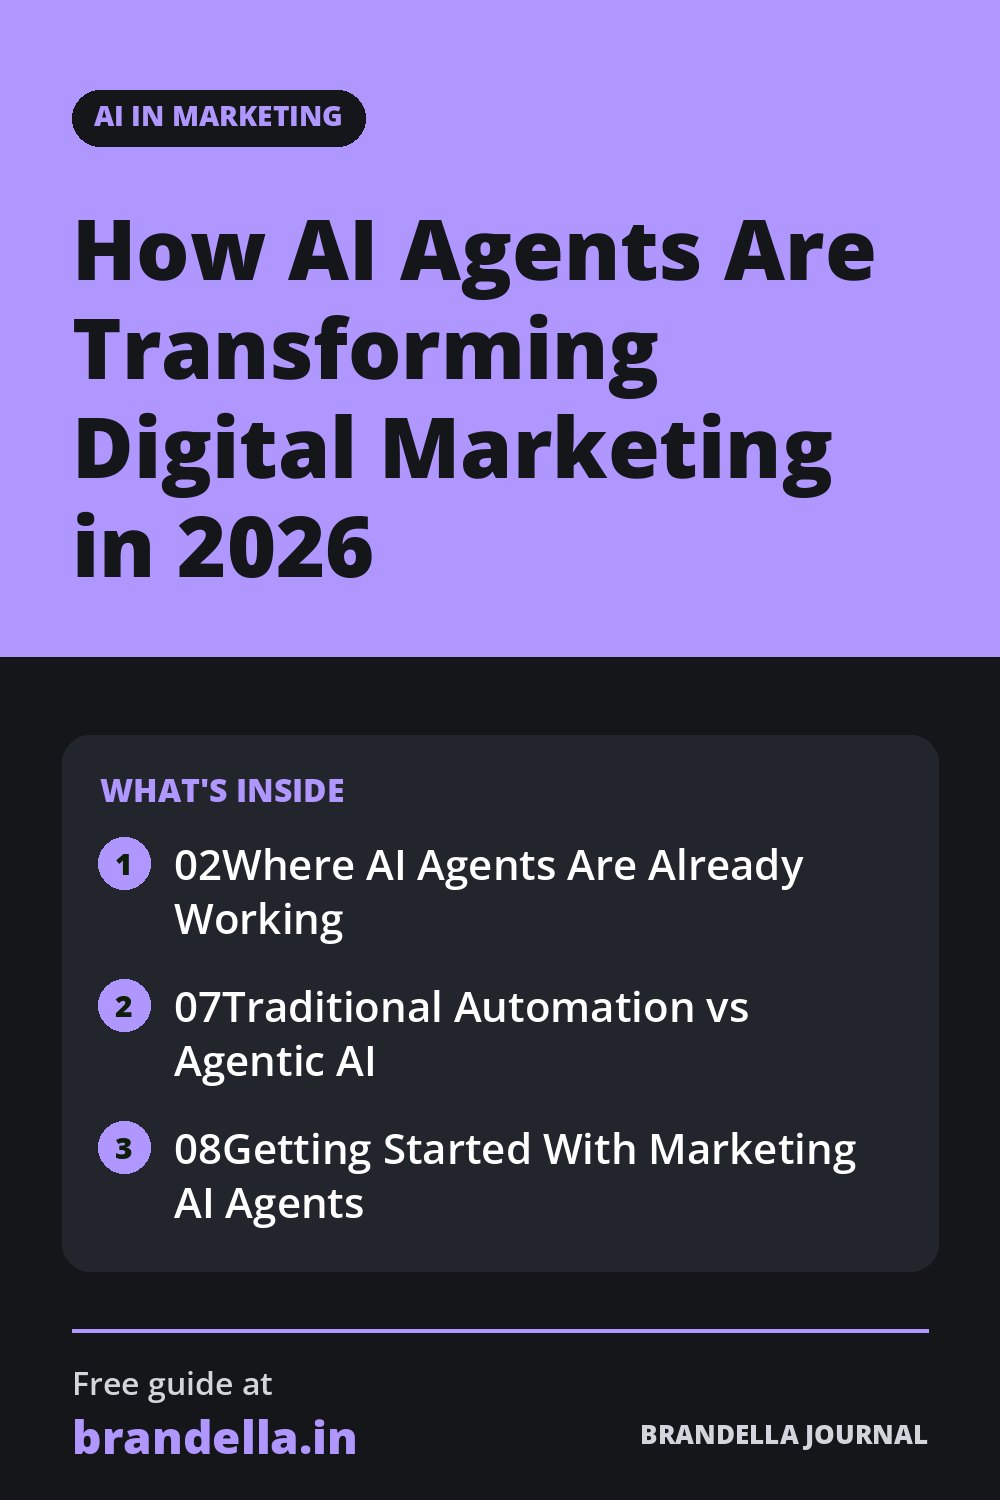 AI IN MARKETING
How AI Agents Are
Transforming
Digital Marketing
in 2026
WHAT'S INSIDE
1 02Where AI Agents Are Already
Working
2 07Traditional Automation vs
Agentic AI
3 08Getting Started With Marketing
AI Agents
Free guide at
brandella.in
BRANDELLA JOURNAL